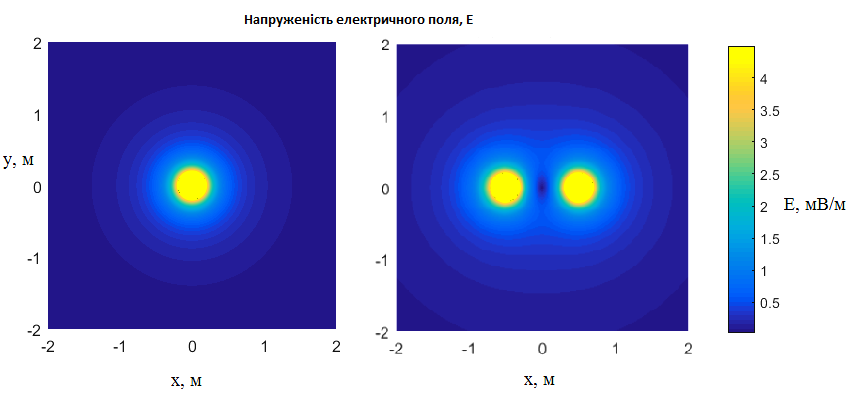 Напруженість електричного поля, E
2
1
0
-1
-2
y, м
-2 -1 0 1 2
x, м
2
1
0
-1
-2
-2 -1 0 1 2
x, м
4
3.5
3
2.5
2
1.5
1
0.5
E, мВ/м